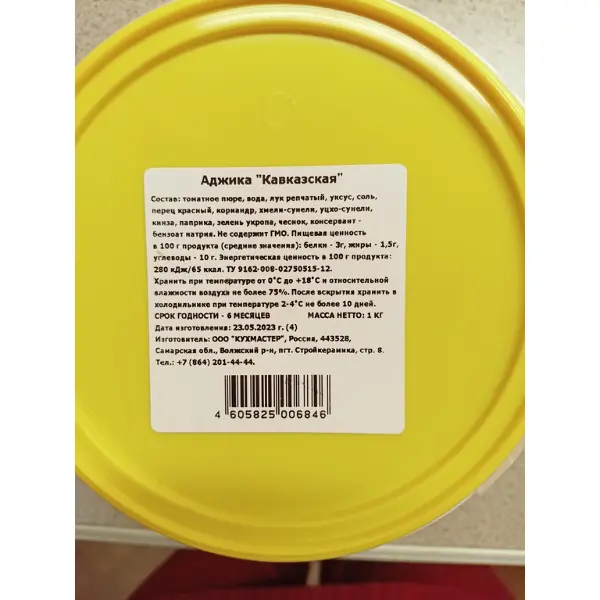 Аджика "Кавказская"
Состав: томатное пюре, вода, лук репчатый, уксус, соль,
перец красный, кориандр, хмели-сунели, уцхо-сунели,
кинза, паприка, зелень укропа, чеснок, консервант -
бензоат натрия. Не содержит ГМО. Пищевая ценность
в 100 г продукта (средние значения): белки - 3г, жиры - 1,5г,
углеводы - 10 г. Энергетическая ценность в 100 г продукта:
280 кДж/65 ккал. ТУ 9162-008-02750515-12.
Хранить при температуре от 0°С до +18°С и относительной
влажности воздуха не более 75%. После вскрытия хранить в
холодильнике при температуре 2-4°С не более 10 дней.
СРОК ГОДНОСТИ - 6 МЕСЯЦЕВ МАССА НЕТТО: 1 КГ
Дата изготовления: 23.05.2023 г. (4)
Изготовитель: ООО "КУХМАСТЕР", Россия, 443528,
Самарская обл., Волжский р-н, пгт. Стройкерамика, стр. 8.
Тел.: +7 (864) 201-44-44.
4 605825 006846